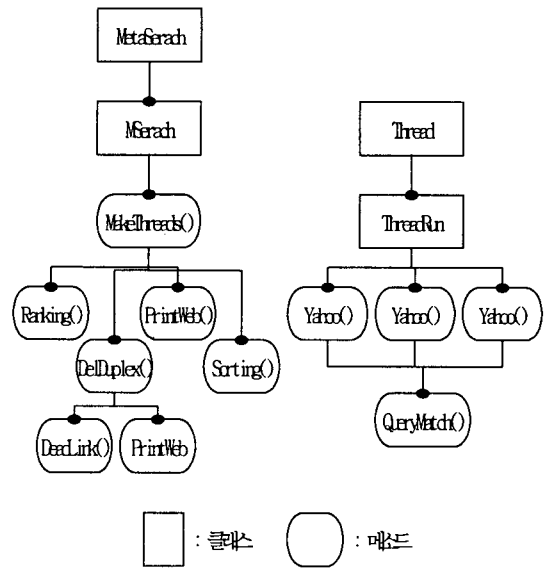 MetaSerach
MSerach
Thread
MakeThreads()
ThreadRun
Ranking()
PrintWeb()
Yahoo()
Yahoo()
Yahoo()
DelDuplex()
Sorting()
QueryMatch()
DeadLink()
PrintWeb
: 클래스
: 메소드